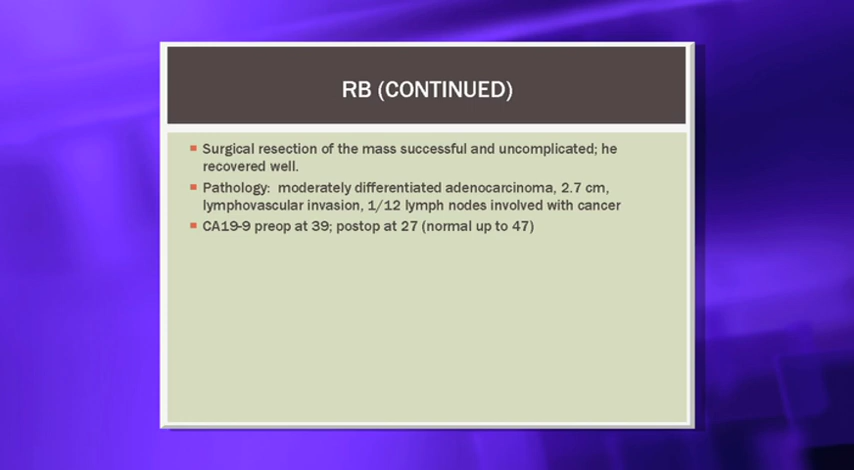 RB (CONTINUED)
Surgical resection of the mass successful and uncomplicated; he
recovered well.
Pathology: moderately differentiated adenocarcinoma, 2.7 cm,
lymphovascular invasion, 1/12 lymph nodes involved with cancer
CA19-9 preop at 39; postop at 27 (normal up to 47)